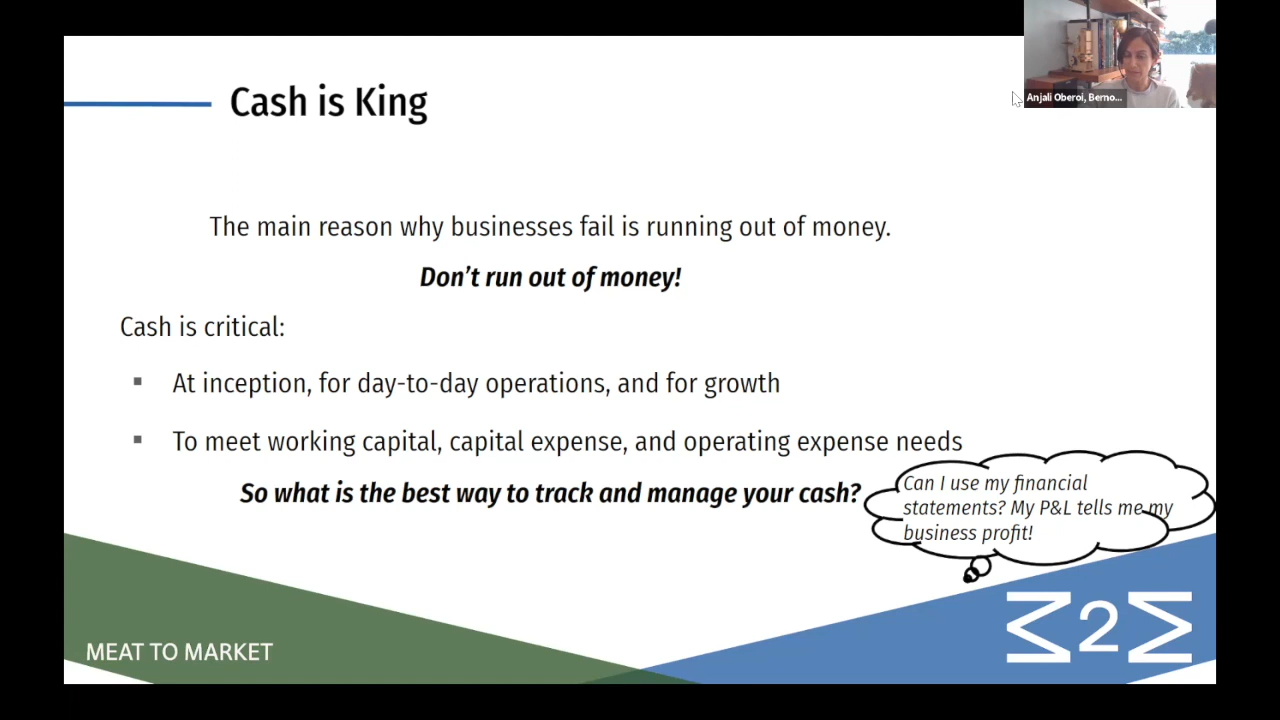 Anjali Oberoi, Berno...
Cash is King
The main reason why businesses fail is running out of money.
Don’t run out of money!
Cash is critical:
▪ At inception, for day-to-day operations, and for growth
▪ To meet working capital, capital expense, and operating expense needs
So what is the best way to track and manage your cash?
Can I use my financial
statements? My P&L tells me my
business profit!
MEAT TO MARKET
M2M